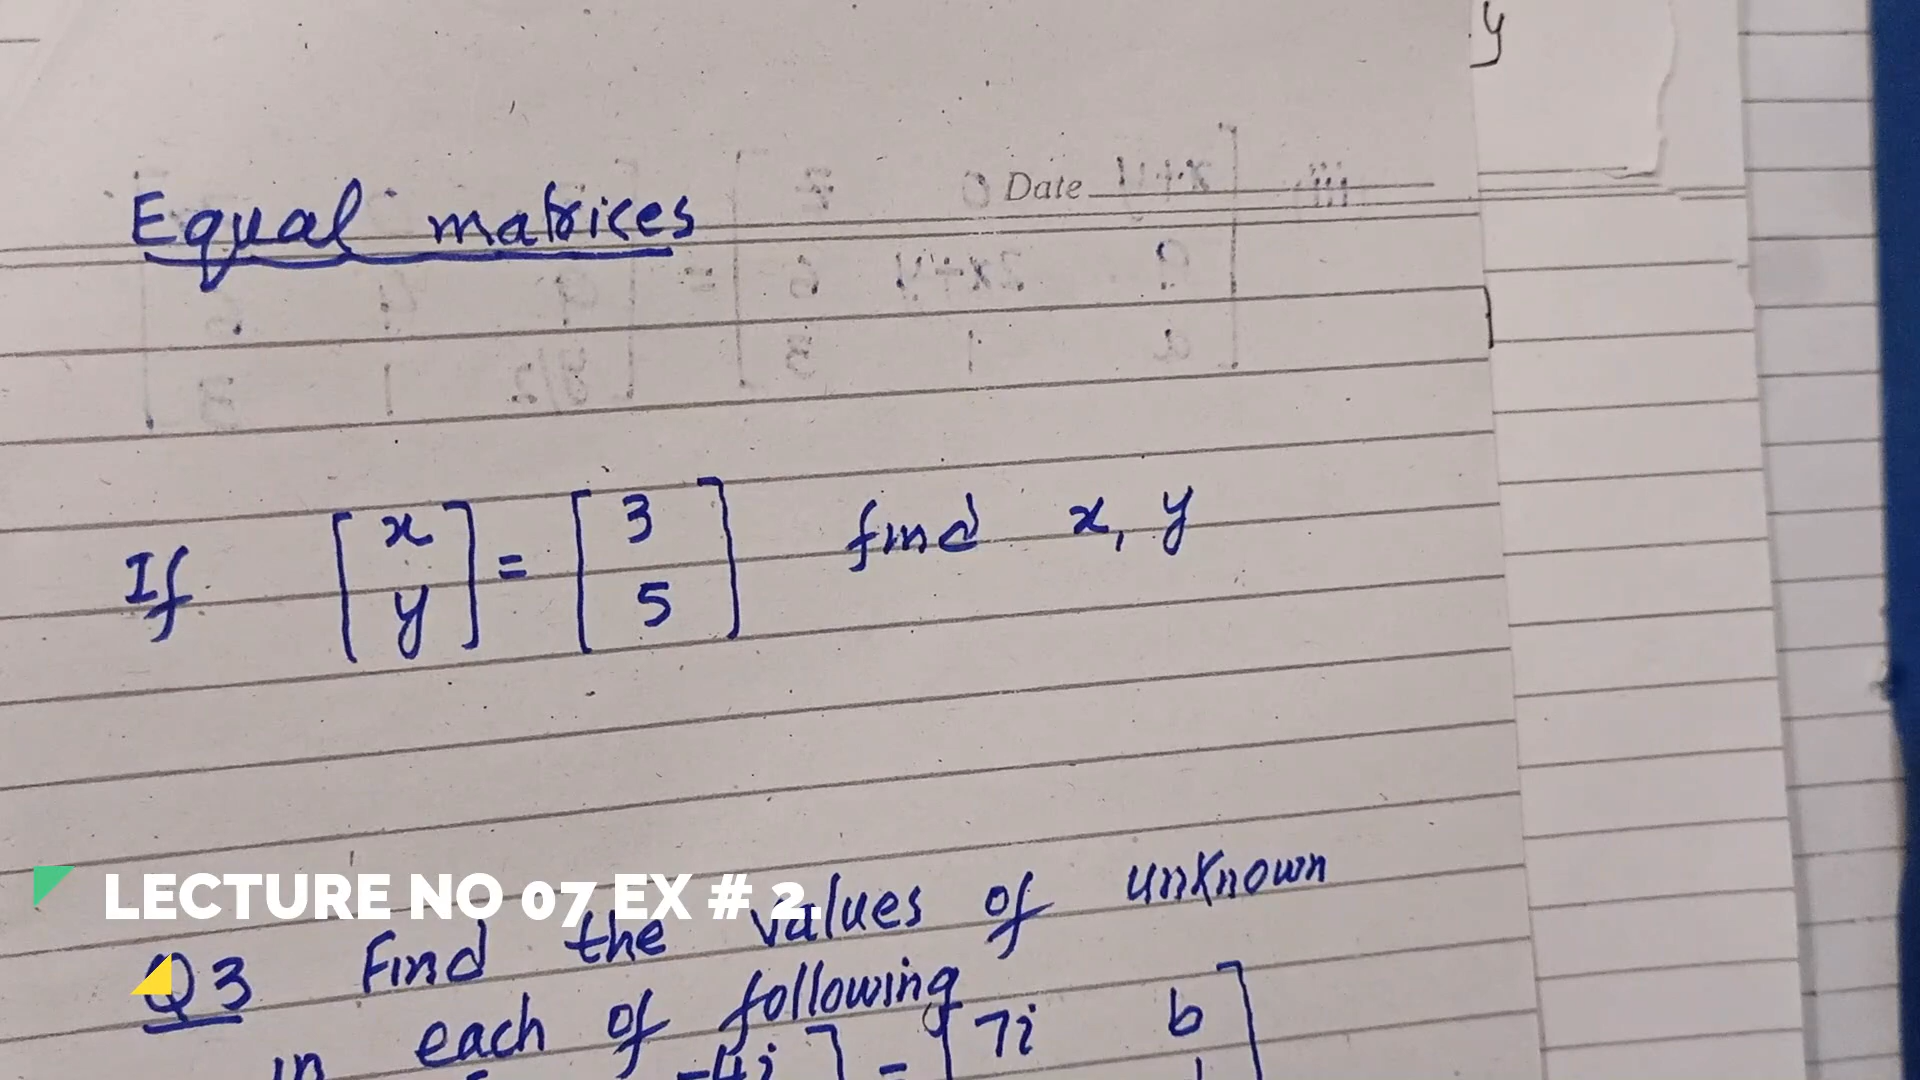 y
Date
Equal matrices
If [x y] = [3 5] find x, y
LECTURE NO 07 EX # 2.
Q3 Find the values of unknown
in each of following
-4i ] = [ 7i b ]